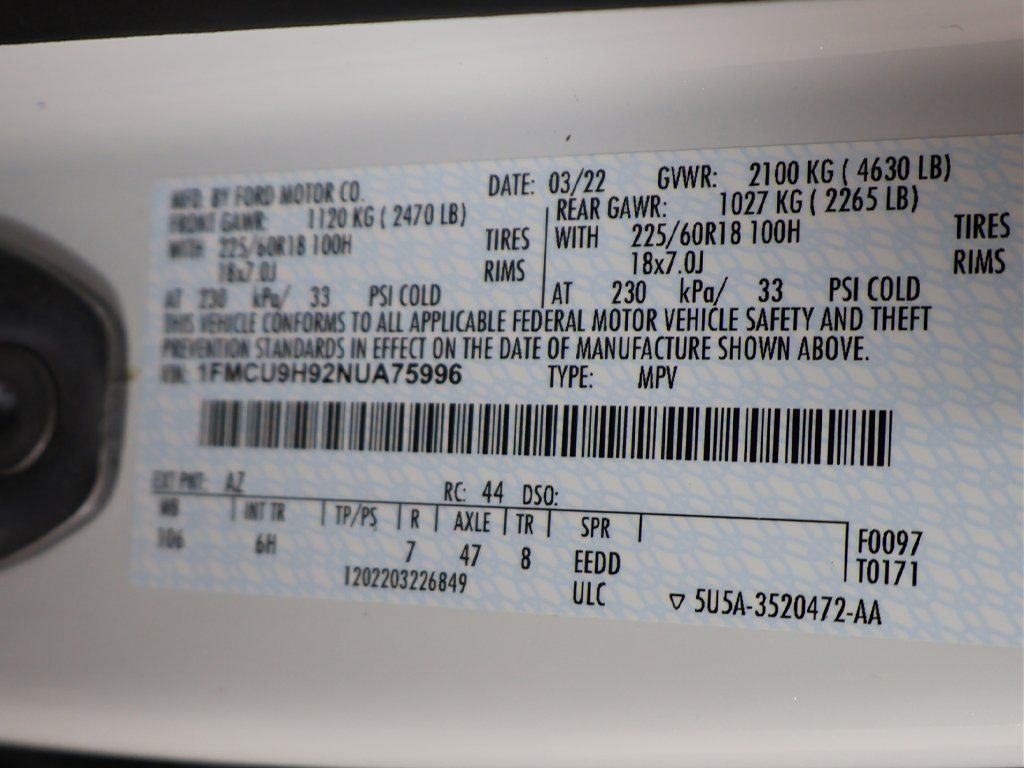 MFD. BY FORD MOTOR CO. DATE: 03/22 GVWR: 2100 KG ( 4630 LB)
FRONT GAWR: 1120 KG ( 2470 LB) REAR GAWR: 1027 KG ( 2265 LB)
WITH 225/60R18 100H TIRES WITH 225/60R18 100H TIRES
18x7.0J RIMS 18x7.0J RIMS
AT 230 kPa/ 33 PSI COLD AT 230 kPa/ 33 PSI COLD
THIS VEHICLE CONFORMS TO ALL APPLICABLE FEDERAL MOTOR VEHICLE SAFETY AND THEFT
PREVENTION STANDARDS IN EFFECT ON THE DATE OF MANUFACTURE SHOWN ABOVE.
VIN: 1FMCU9H92NUA75996 TYPE: MPV
EXT PNT: AZ RC: 44 DSO:
WB INT TR TP/PS R AXLE TR SPR F0097
106 6H 7 47 8 EEDD T0171
1202203226849 ULC ▽ 5U5A-3520472-AA